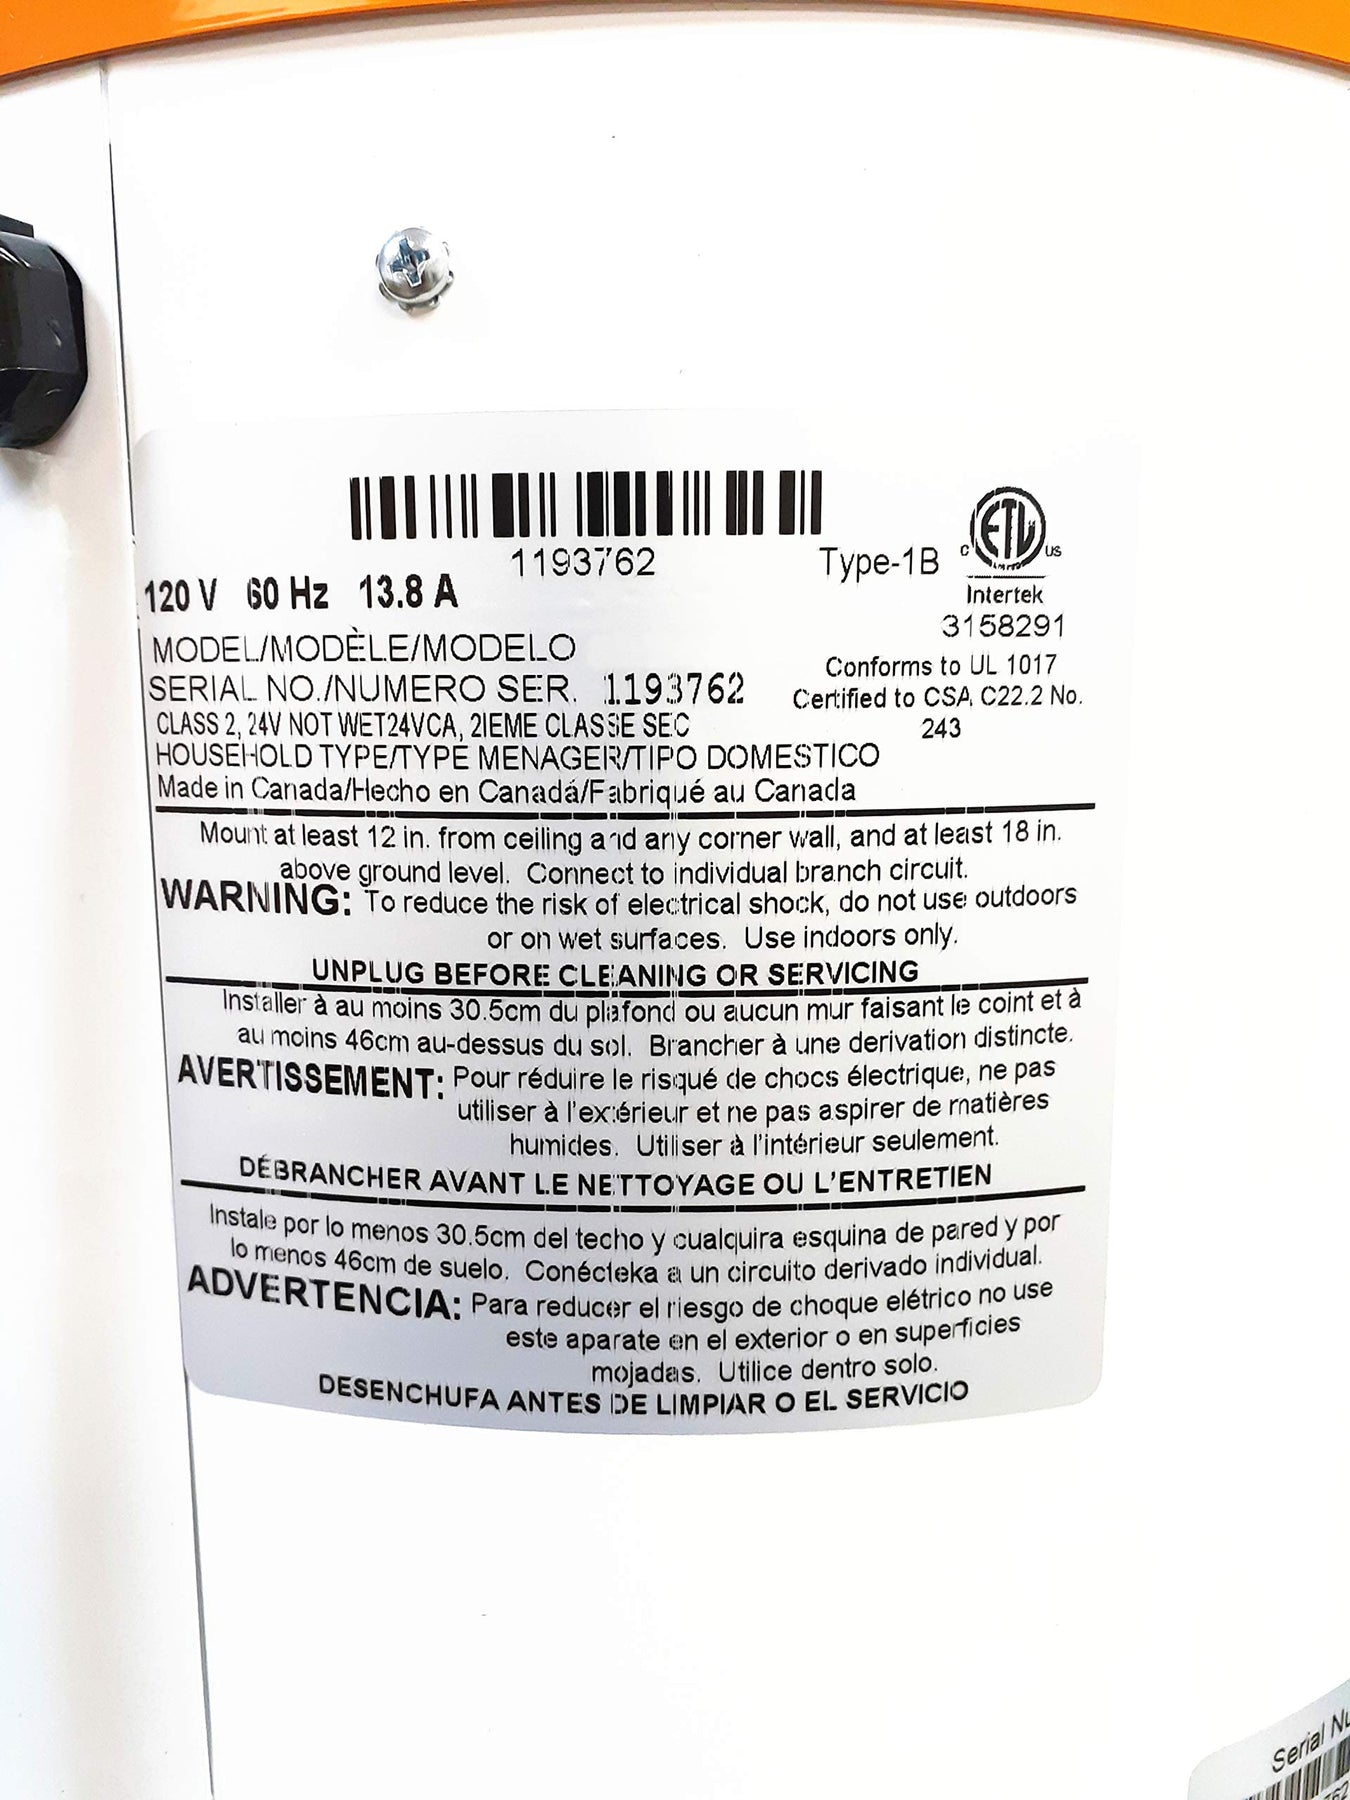 1193762
Type-1B
ETL
C US
Intertek
3158291
120 V 60 Hz 13.8 A
MODEL/MODÈLE/MODELO
Conforms to UL 1017
SERIAL NO./NUMERO SER. 1193762
Certified to CSA C22.2 No.
243
CLASS 2, 24V NOT WET24VCA, 2IEME CLASSE SEC
HOUSEHOLD TYPE/TYPE MENAGER/TIPO DOMESTICO
Made in Canada/Hecho en Canadá/Fabriqué au Canada
Mount at least 12 in. from ceiling and any corner wall, and at least 18 in.
above ground level. Connect to individual branch circuit.
WARNING: To reduce the risk of electrical shock, do not use outdoors
or on wet surfaces. Use indoors only.
UNPLUG BEFORE CLEANING OR SERVICING
Installer à au moins 30.5cm du plafond ou aucun mur faisant le coint et à
au moins 46cm au-dessus du sol. Brancher à une derivation distincte.
AVERTISSEMENT: Pour réduire le risqué de chocs électrique, ne pas
utiliser à l'extérieur et ne pas aspirer de matières
humides. Utiliser à l'intérieur seulement.
DÉBRANCHER AVANT LE NETTOYAGE OU L'ENTRETIEN
Instale por lo menos 30.5cm del techo y cualquira esquina de pared y por
lo menos 46cm de suelo. Conécteka a un circuito derivado individual.
ADVERTENCIA: Para reducer el riesgo de choque elétrico no use
este aparate en el exterior o en superficies
mojadas. Utilice dentro solo.
DESENCHUFA ANTES DE LIMPIAR O EL SERVICIO
Serial